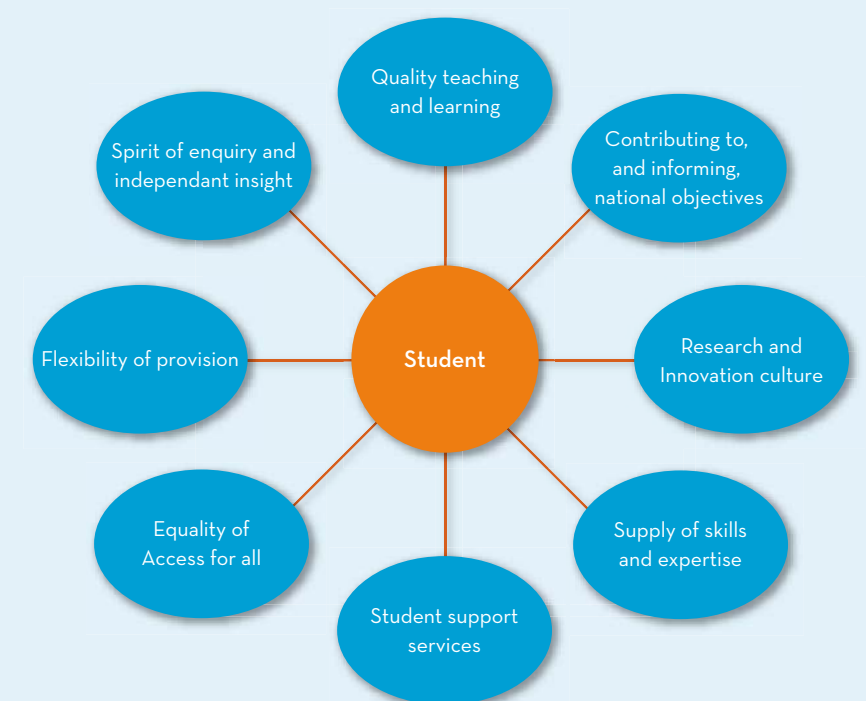 Quality teaching
and learning
Spirit of enquiry and
independant insight
Contributing to,
and informing,
national objectives
Flexibility of provision
Student
Research and
Innovation culture
Equality of
Access for all
Supply of skills
and expertise
Student support
services